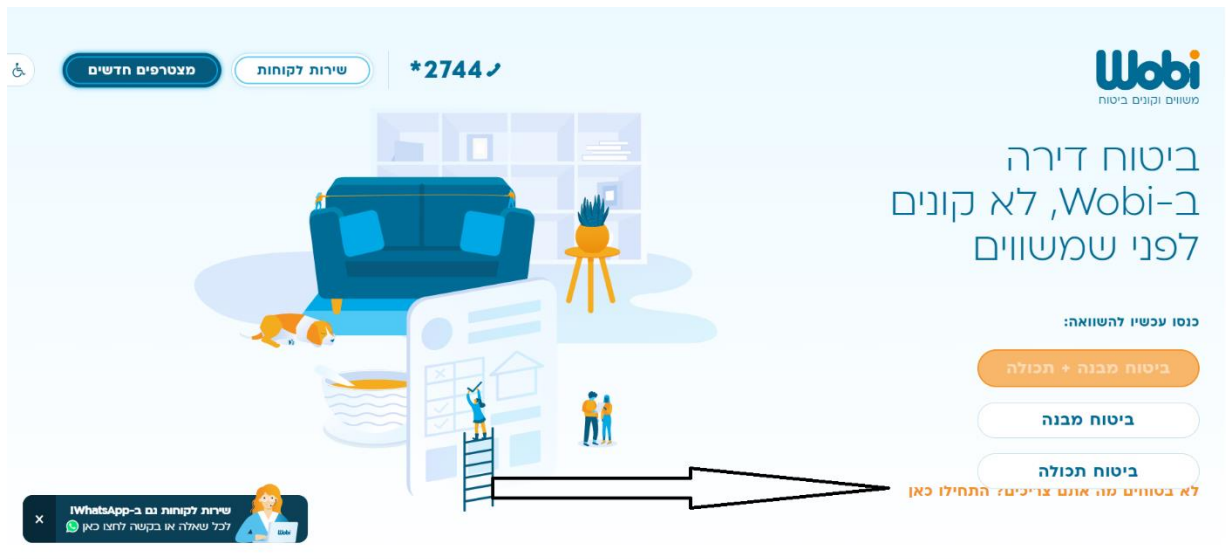 Wobi
משווים וקונים ביטוח
*2744
שירות לקוחות
מצטרפים חדשים
ביטוח דירה
ב-Wobi, לא קונים
לפני שמשווים
כנסו עכשיו להשוואה:
ביטוח מבנה + תכולה
ביטוח מבנה
ביטוח תכולה
לא בטוחים מה אתם צריכים? התחילו כאן
שירות לקוחות גם ב-WhatsApp!
לכל שאלה או בקשה לחצו כאן
Wobi